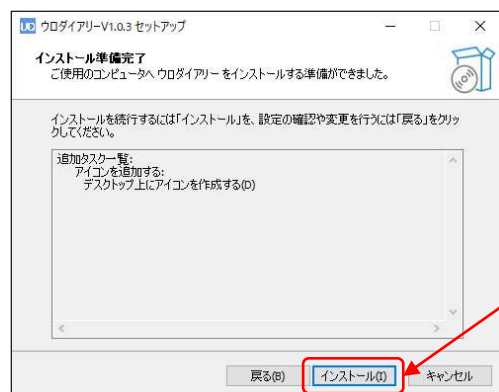 UD ウロダイアリーｰV1.0.3 セットアップ
インストール準備完了
ご使用のコンピュータへ ウロダイアリー をインストールする準備ができました。
インストールを続行するには「インストール」を、設定の確認や変更を行うには「戻る」をクリッ
クしてください。
追加タスク一覧:
アイコンを追加する:
デスクトップ上にアイコンを作成する(D)
戻る(B) インストール(I) キャンセル